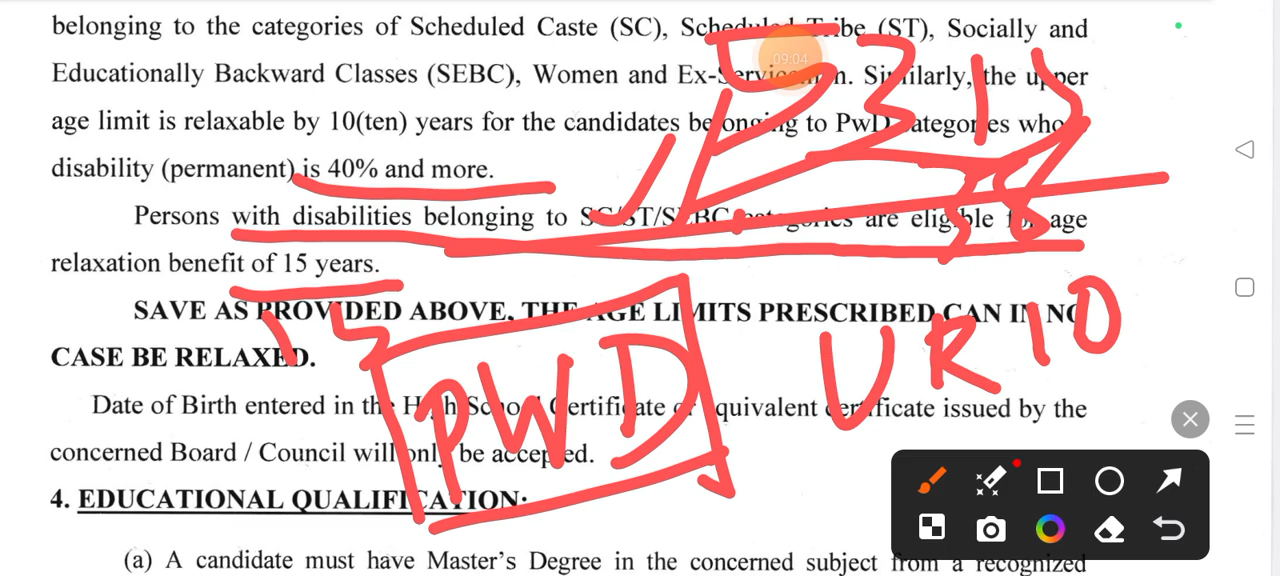 belonging to the categories of Scheduled Caste (SC), Scheduled Tribe (ST), Socially and
09:04
Educationally Backward Classes (SEBC), Women and Ex-Servicemen. Similarly, the upper
age limit is relaxable by 10(ten) years for the candidates belonging to PwD categories who
disability (permanent) is 40% and more.
Persons with disabilities belonging to SC/ST/SEBC categories are eligible for age
38
relaxation benefit of 15 years.
SAVE AS PROVIDED ABOVE, THE AGE LIMITS PRESCRIBED CAN IN NO
15
UR 10
CASE BE RELAXED.
PWD
Date of Birth entered in the High School Certificate or equivalent certificate issued by the
concerned Board / Council will only be accepted.
4. EDUCATIONAL QUALIFICATION:
(a) A candidate must have Master's Degree in the concerned subject from a recognized